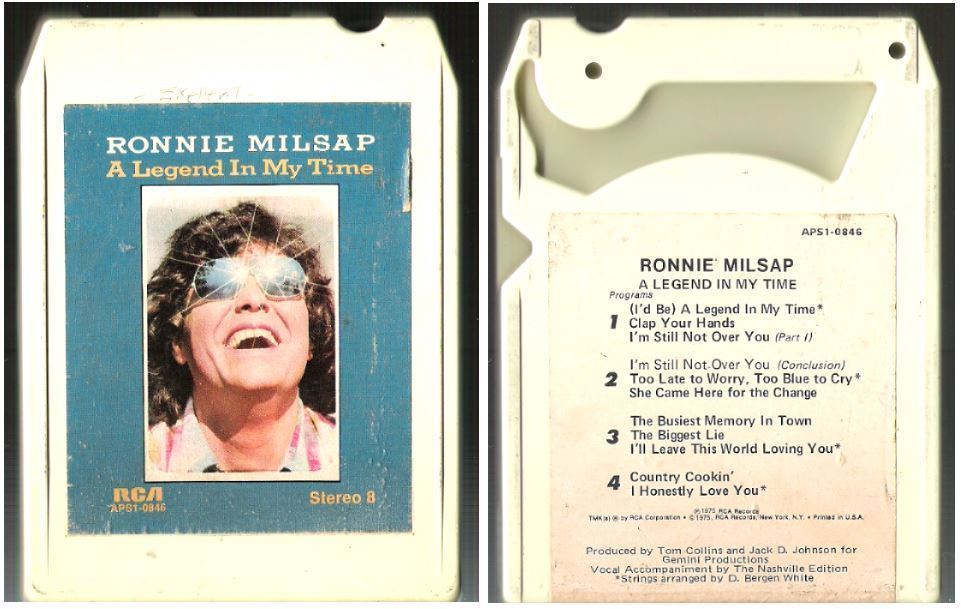 Excellent
RONNIE MILSAP
A Legend In My Time
RCA
APS1-0846
Stereo 8
APS1-0846
RONNIE MILSAP
A LEGEND IN MY TIME
Programs
1 (I'd Be) A Legend In My Time*
Clap Your Hands
I'm Still Not Over You (Part I)
2 I'm Still Not Over You (Conclusion)
Too Late to Worry, Too Blue to Cry*
She Came Here for the Change
3 The Busiest Memory In Town
The Biggest Lie
I'll Leave This World Loving You*
4 Country Cookin'
I Honestly Love You*
℗ 1975 RCA Records
TMK(s) ® by RCA Corporation • © 1975, RCA Records, New York, N.Y. • Printed in U.S.A.
Produced by Tom Collins and Jack D. Johnson for
Gemini Productions
Vocal Accompaniment by The Nashville Edition
*Strings arranged by D. Bergen White